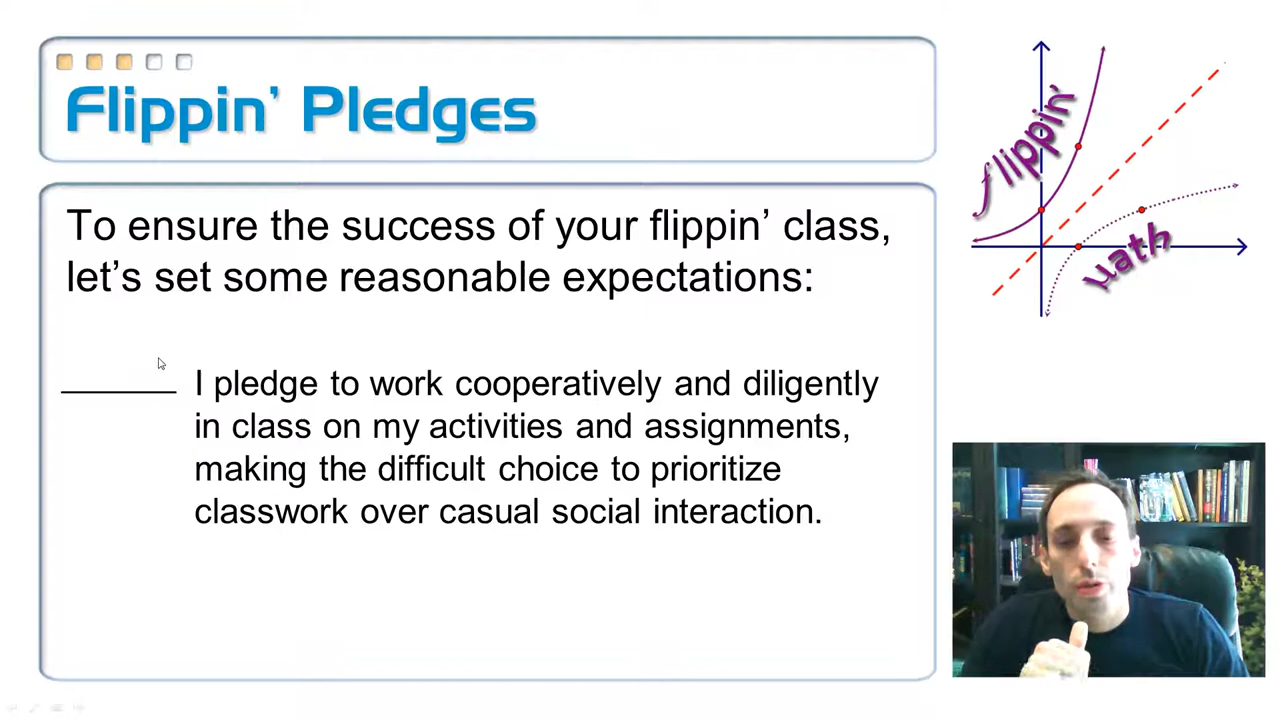 Flippin' Pledges
To ensure the success of your flippin' class,
let's set some reasonable expectations:
I pledge to work cooperatively and diligently
in class on my activities and assignments,
making the difficult choice to prioritize
classwork over casual social interaction.
flippin'
math